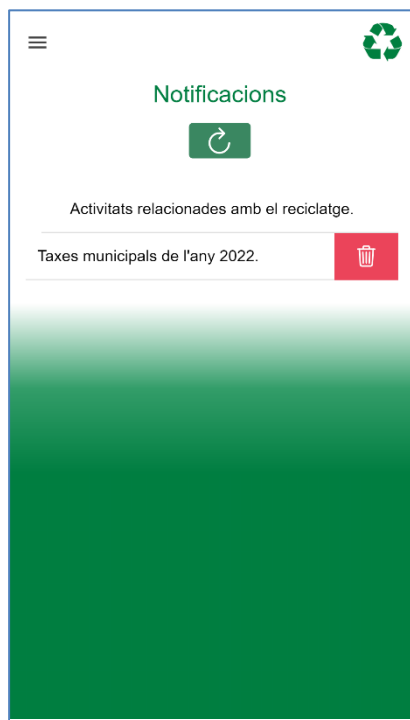 Notificacions
Activitats relacionades amb el reciclatge.
Taxes municipals de l'any 2022.